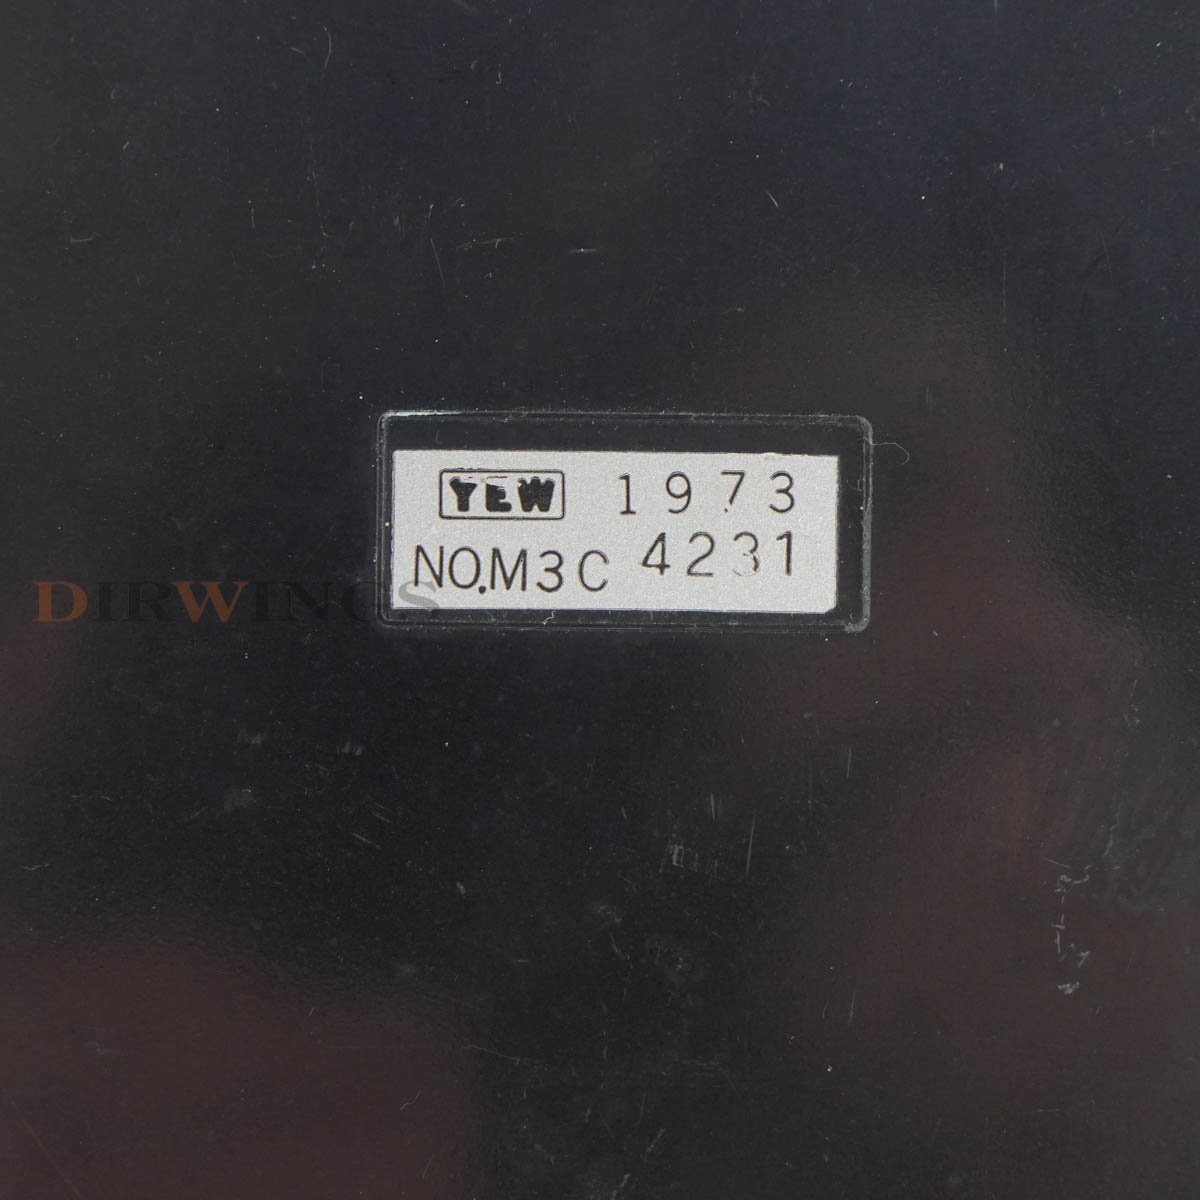 YEW 1973
NO.M3C 4231
DIRWINGS